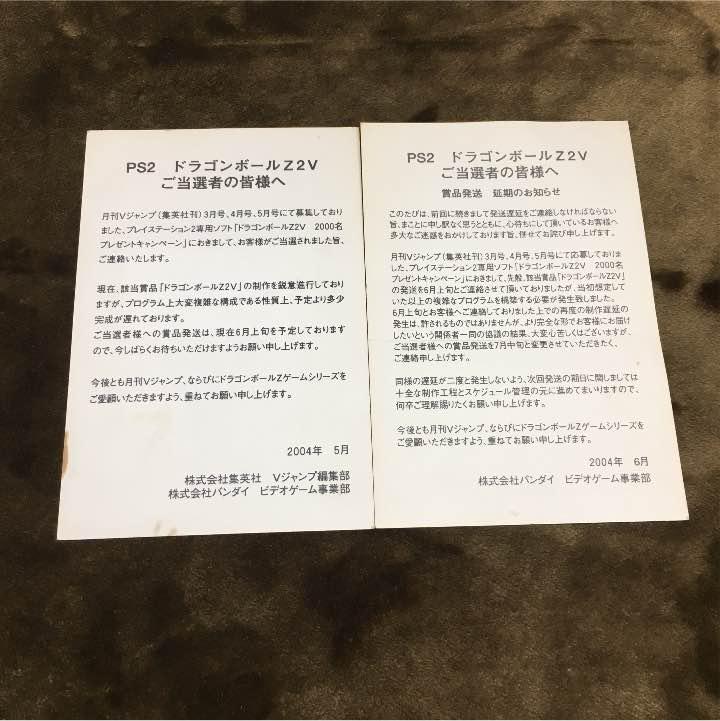 PS2 ドラゴンボールZ2V
ご当選者の皆様へ
月刊Vジャンプ(集英社刊)3月号、4月号、5月号にて募集しており
ました、プレイステーション2専用ソフト「ドラゴンボールZ2V 2000名
プレゼントキャンペーン」におきまして、お客様がご当選されました旨、
ご連絡いたします。
現在、該当賞品「ドラゴンボールZ2V」の制作を鋭意進行しており
ますが、プログラム上大変複雑な構成である性質上、予定より多少
完成が遅れております。
ご当選者様への賞品発送は、現在6月上旬を予定しております
ので、今しばらくお待ちいただけますようお願い申し上げます。
今後とも月刊Vジャンプ、ならびにドラゴンボールZゲームシリーズを
ご愛顧いただきますよう、重ねてお願い申し上げます。
2004年 5月
株式会社集英社 Vジャンプ編集部
株式会社バンダイ ビデオゲーム事業部
PS2 ドラゴンボールZ2V
ご当選者の皆様へ
賞品発送 延期のお知らせ
このたびは、前回に続きまして発送遅延をご連絡しなければならない
旨、まことに申し訳なく思うとともに、心待ちにして頂いているお客様へ
多大なご迷惑をおかけしております旨、併せてお詫び申し上げます。
月刊Vジャンプ(集英社刊)3月号、4月号、5月号にて応募しておりま
した、プレイステーション2専用ソフト「ドラゴンボールZ2V 2000名
プレゼントキャンペーン」におきまして、先般、該当賞品「ドラゴンボールZ2V」
の発送を6月上旬とご連絡させて頂いておりましたが、当初想定して
いた以上の複雑なプログラムを構築する必要が発生致しました。
6月上旬とお客様へご連絡しておりました上での再度の制作遅延の
発生は、許されるものではありませんが、より完全な形でお客様にお届け
したいという関係者一同の協議の結果、大変心苦しくはございますが、
ご当選者様への賞品発送を7月中旬と変更させていただきたく、
ご連絡申し上げます。
同様の遅延が二度と発生しないよう、次回発送の期日に関しましては
十全な制作工程とスケジュール管理の元に進めてまいりますので、
何卒ご理解賜りたくお願い申し上げます。
今後とも月刊Vジャンプ、ならびにドラゴンボールZゲームシリーズを
ご愛顧いただきますよう、重ねてお願い申し上げます。
2004年 6月
株式会社バンダイ ビデオゲーム事業部